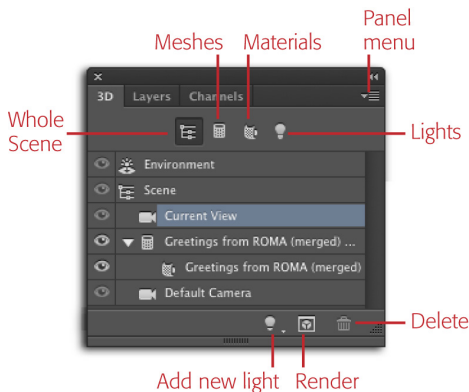 Panel
menu
Meshes Materials
3D Layers Channels
Whole
Scene
Lights
Environment
Scene
Current View
Greetings from ROMA (merged) ...
Greetings from ROMA (merged)
Default Camera
Delete
Add new light Render